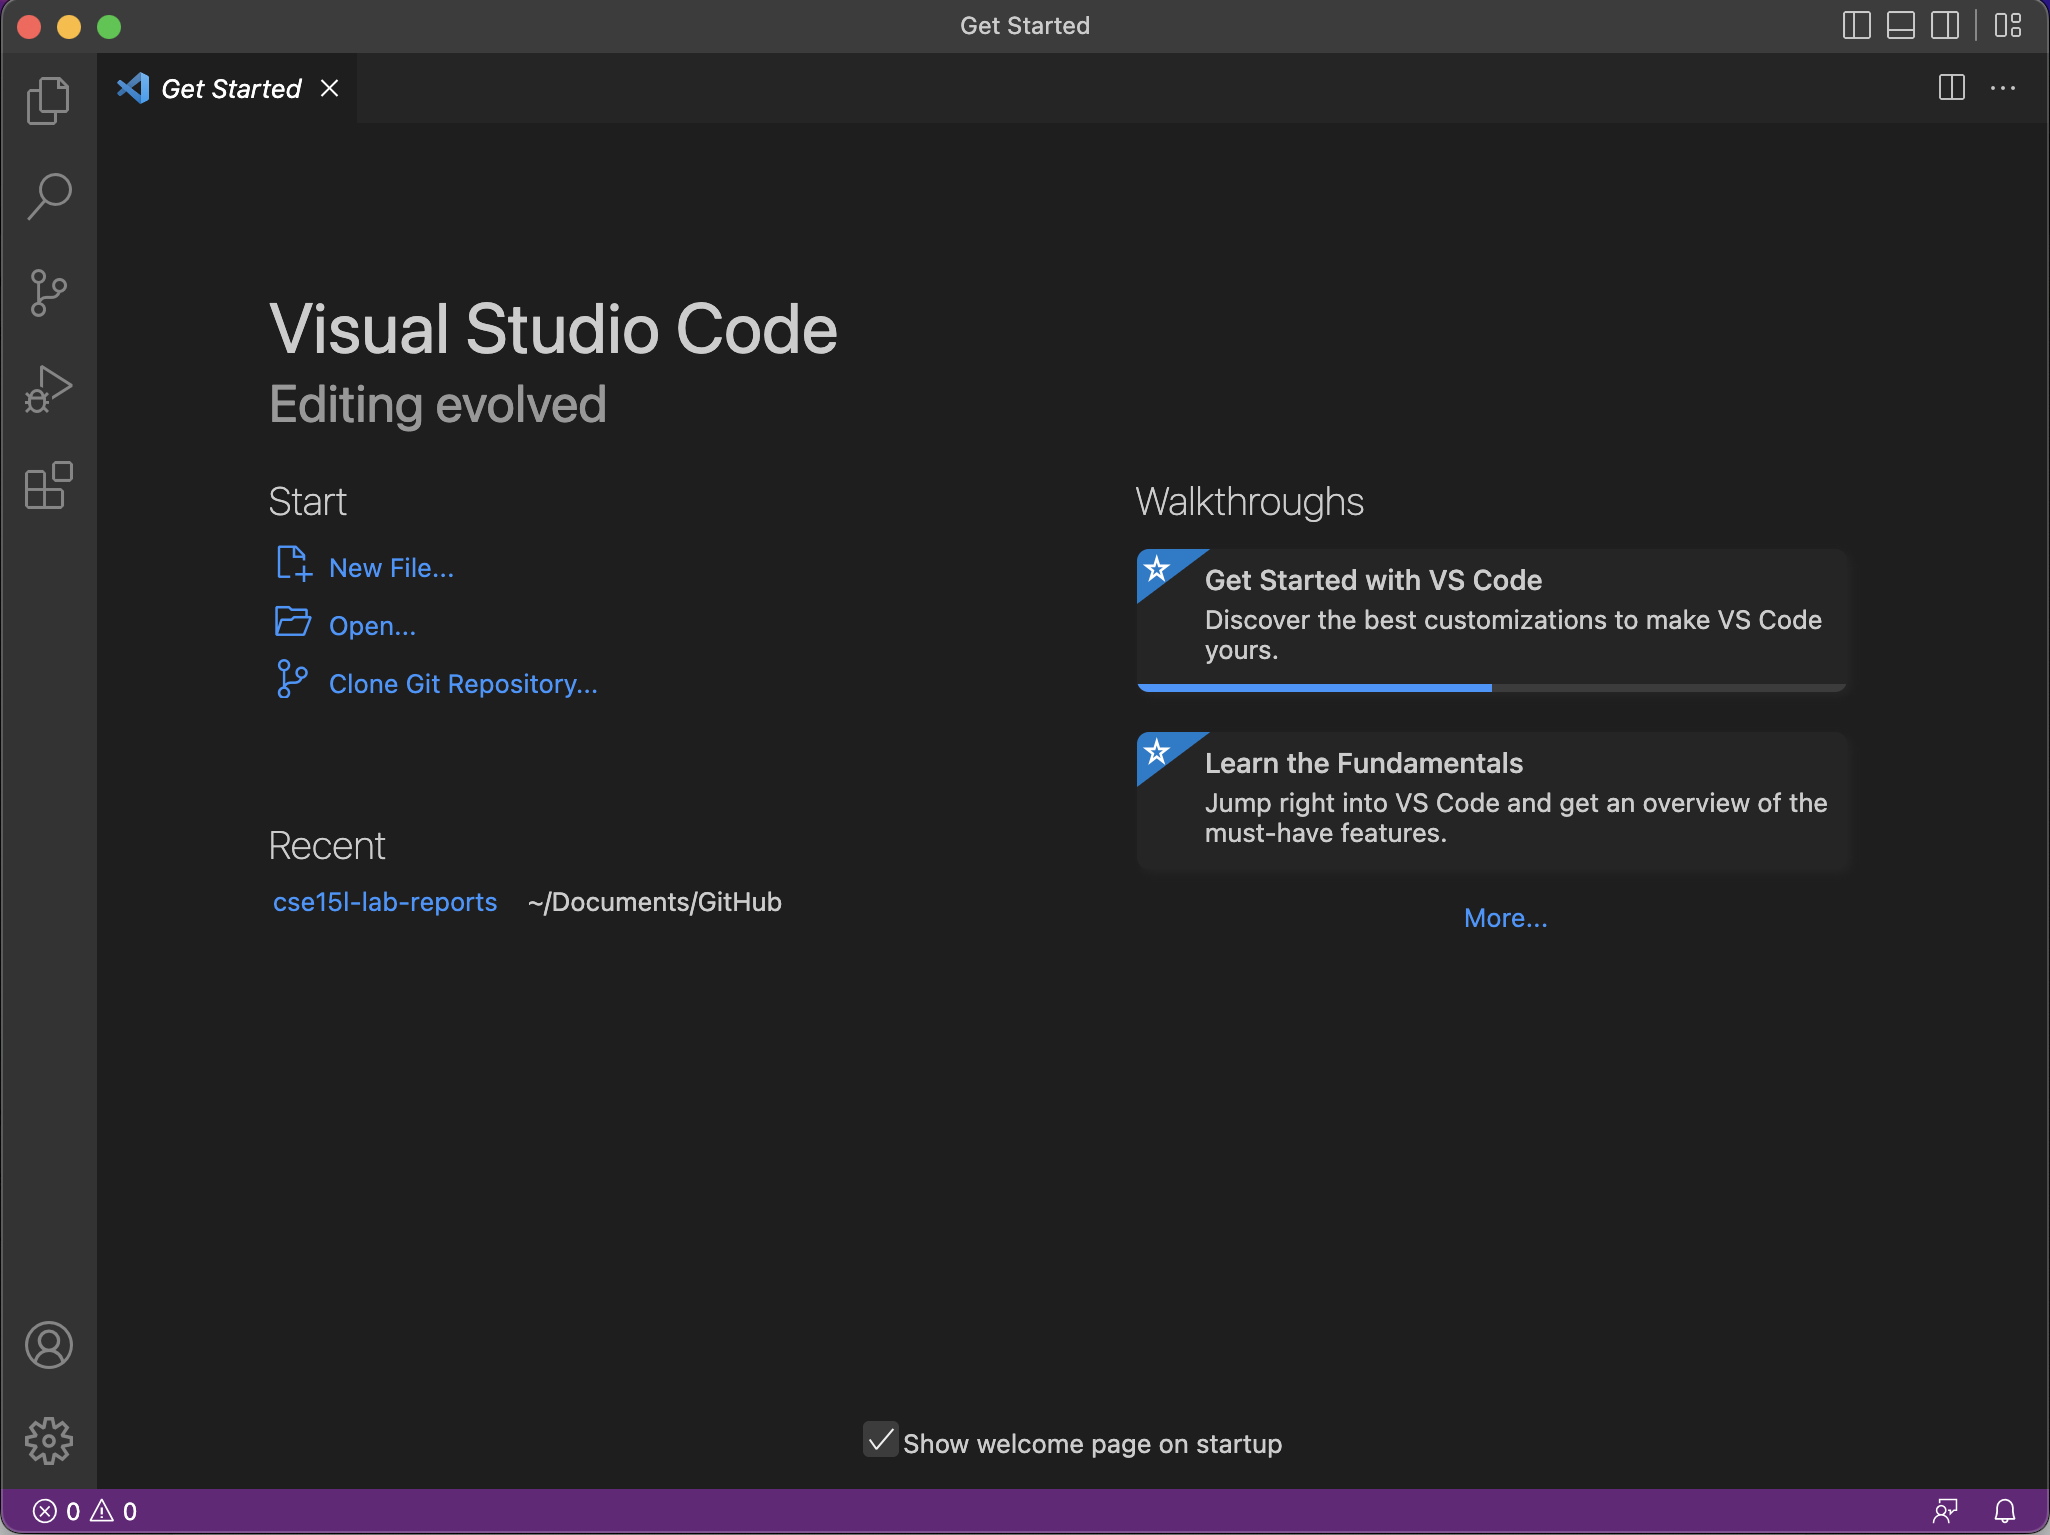 Get Started
Get Started
Visual Studio Code
Editing evolved
Start
New File...
Open...
Clone Git Repository...
Recent
cse15l-lab-reports ~/Documents/GitHub
Walkthroughs
Get Started with VS Code
Discover the best customizations to make VS Code
yours.
Learn the Fundamentals
Jump right into VS Code and get an overview of the
must-have features.
More...
Show welcome page on startup
0 0